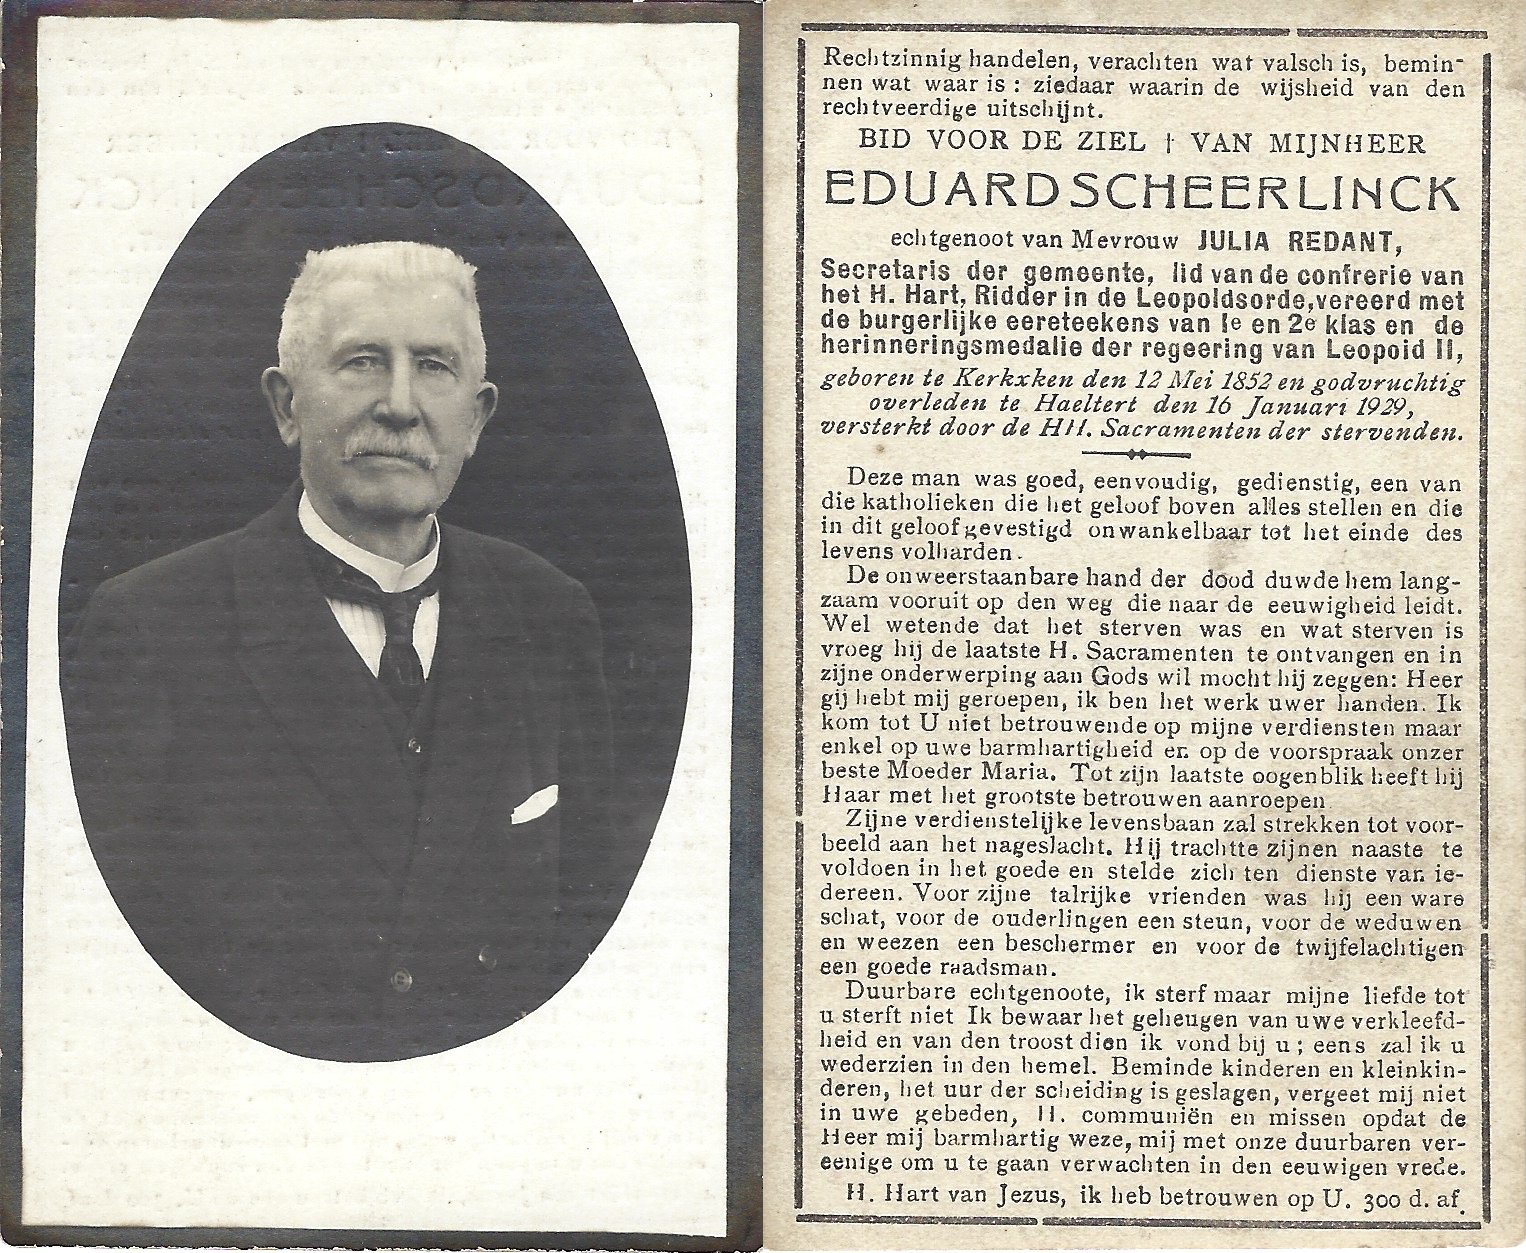 Rechtzinnig handelen, verachten wat valsch is, bemin-
nen wat waar is : ziedaar waarin de wijsheid van den
rechtveerdige uitschijnt.
BID VOOR DE ZIEL † VAN MIJNHEER
EDUARD SCHEERLINCK
echtgenoot van Mevrouw JULIA REDANT,
Secretaris der gemeente, lid van de confrerie van
het H. Hart, Ridder in de Leopoldsorde, vereerd met
de burgerlijke eereteekens van 1e en 2e klas en de
herinneringsmedalie der regeering van Leopold II,
geboren te Kerkxken den 12 Mei 1852 en godvruchtig
overleden te Haeltert den 16 Januari 1929,
versterkt door de HH. Sacramenten der stervenden.
Deze man was goed, eenvoudig, gedienstig, een van
die katholieken die het geloof boven alles stellen en die
in dit geloof gevestigd onwankelbaar tot het einde des
levens volharden.
De onweerstaanbare hand der dood duwde hem lang-
zaam vooruit op den weg die naar de eeuwigheid leidt.
Wel wetende dat het sterven was en wat sterven is
vroeg hij de laatste H. Sacramenten te ontvangen en in
zijne onderwerping aan Gods wil mocht hij zeggen: Heer
gij hebt mij geroepen, ik ben het werk uwer handen. Ik
kom tot U niet betrouwende op mijne verdiensten maar
enkel op uwe barmhartigheid en op de voorspraak onzer
beste Moeder Maria. Tot zijn laatste oogenblik heeft hij
Haar met het grootste betrouwen aanroepen.
Zijne verdienstelijke levensbaan zal strekken tot voor-
beeld aan het nageslacht. Hij trachtte zijnen naaste te
voldoen in het goede en stelde zich ten dienste van ie-
dereen. Voor zijne talrijke vrienden was hij een ware
schat, voor de ouderlingen een steun, voor de weduwen
en weezen een beschermer en voor de twijfelachtigen
een goede raadsman.
Duurbare echtgenoote, ik sterf maar mijne liefde tot
u sterft niet Ik bewaar het geheugen van uwe verkleefd-
heid en van den troost dien ik vond bij u ; eens zal ik u
wederzien in den hemel. Beminde kinderen en kleinkin-
deren, het uur der scheiding is geslagen, vergeet mij niet
in uwe gebeden, H. communiën en missen opdat de
Heer mij barmhartig weze, mij met onze duurbaren ver-
eenige om u te gaan verwachten in den eeuwigen vrede.
H. Hart van Jezus, ik heb betrouwen op U. 300 d. af.